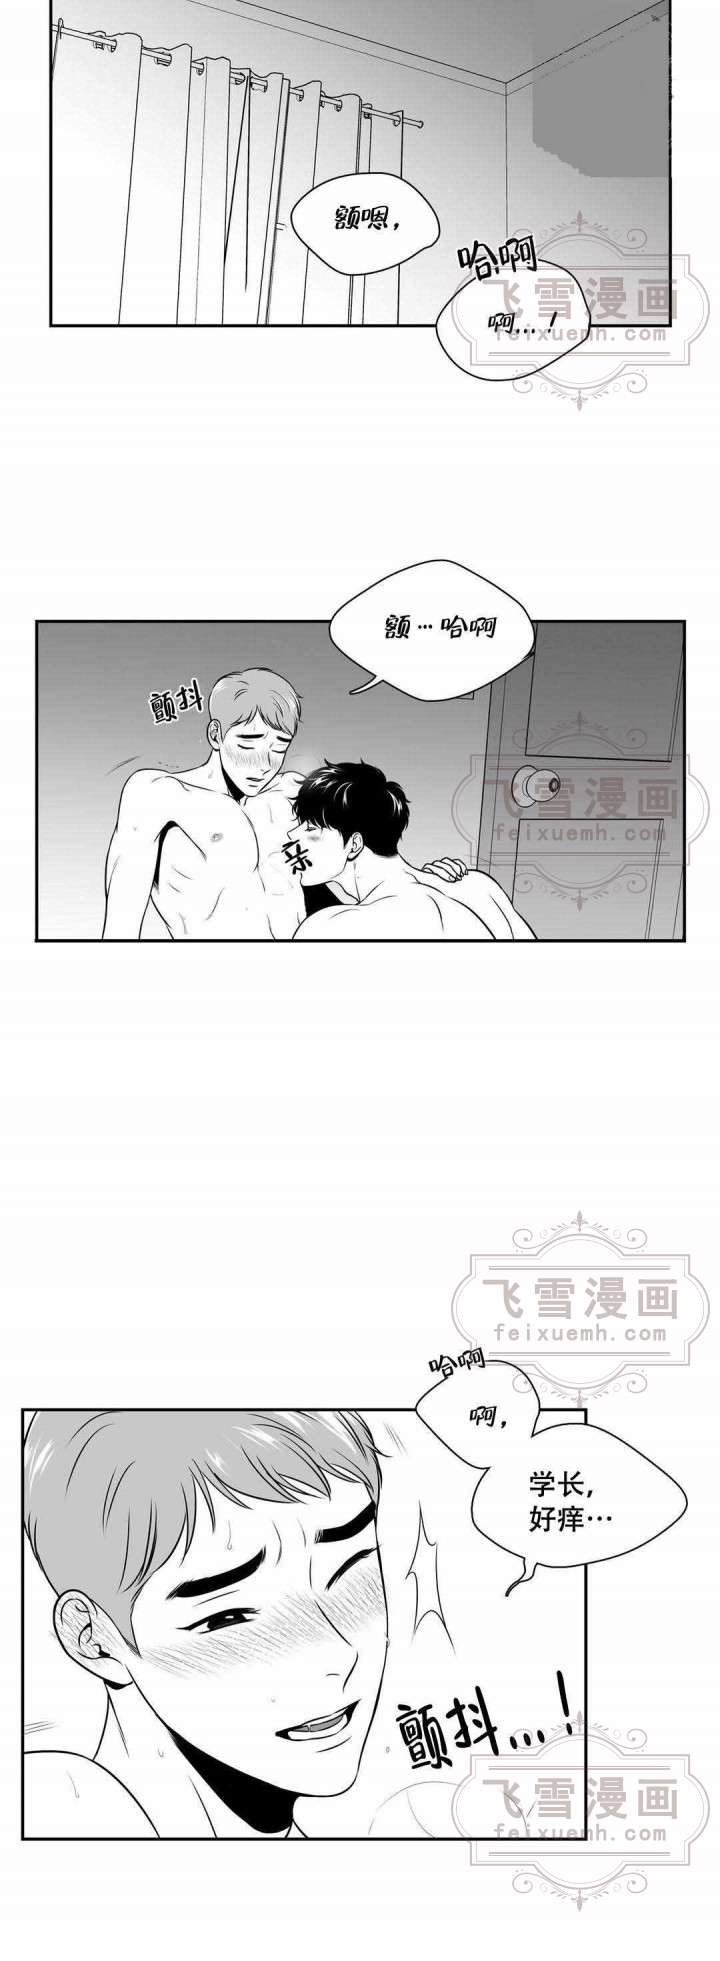 额嗯，
哈啊
啊…！
飞雪漫画
feixuemh.com
额…哈啊
颤抖
飞雪漫画
feixuemh.com
亲
飞雪漫画
feixuemh.com
哈啊
啊，
学长，
好痒…
颤抖…！
飞雪漫画
feixuemh.com